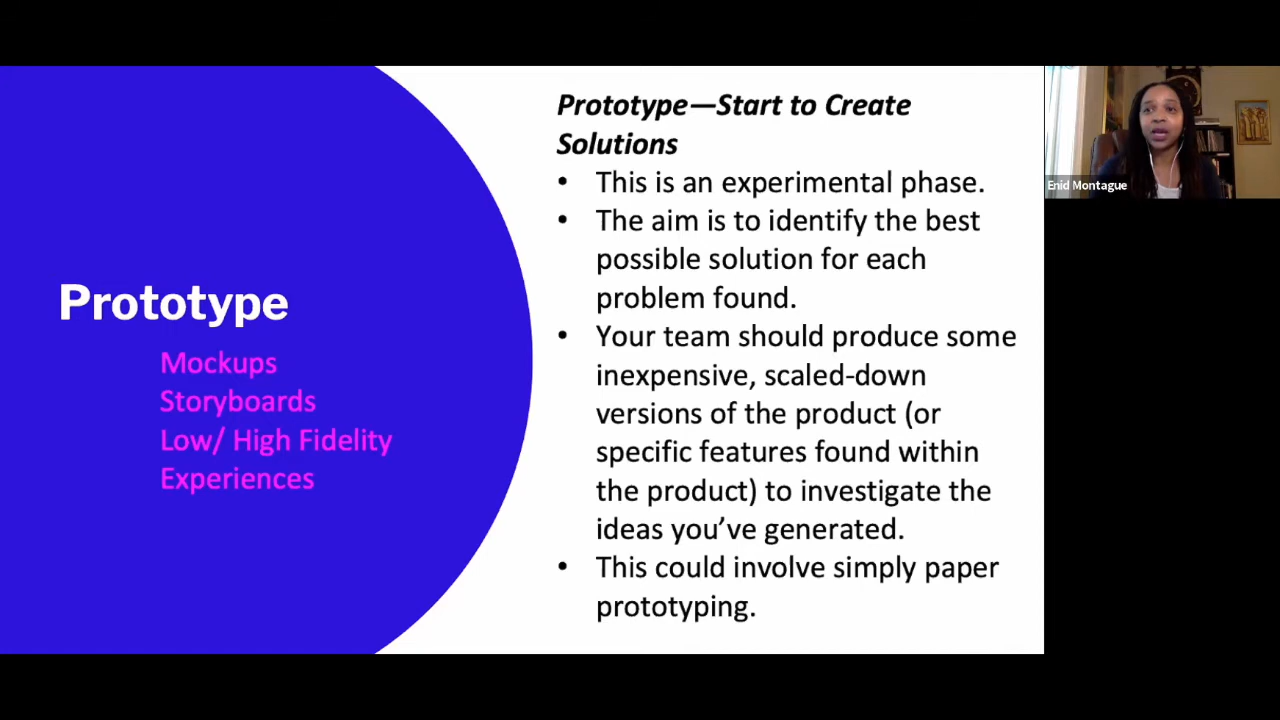 Prototype
Mockups
Storyboards
Low/ High Fidelity
Experiences
Prototype—Start to Create
Solutions
• This is an experimental phase.
• The aim is to identify the best
possible solution for each
problem found.
• Your team should produce some
inexpensive, scaled-down
versions of the product (or
specific features found within
the product) to investigate the
ideas you’ve generated.
• This could involve simply paper
prototyping.
Enid Montague